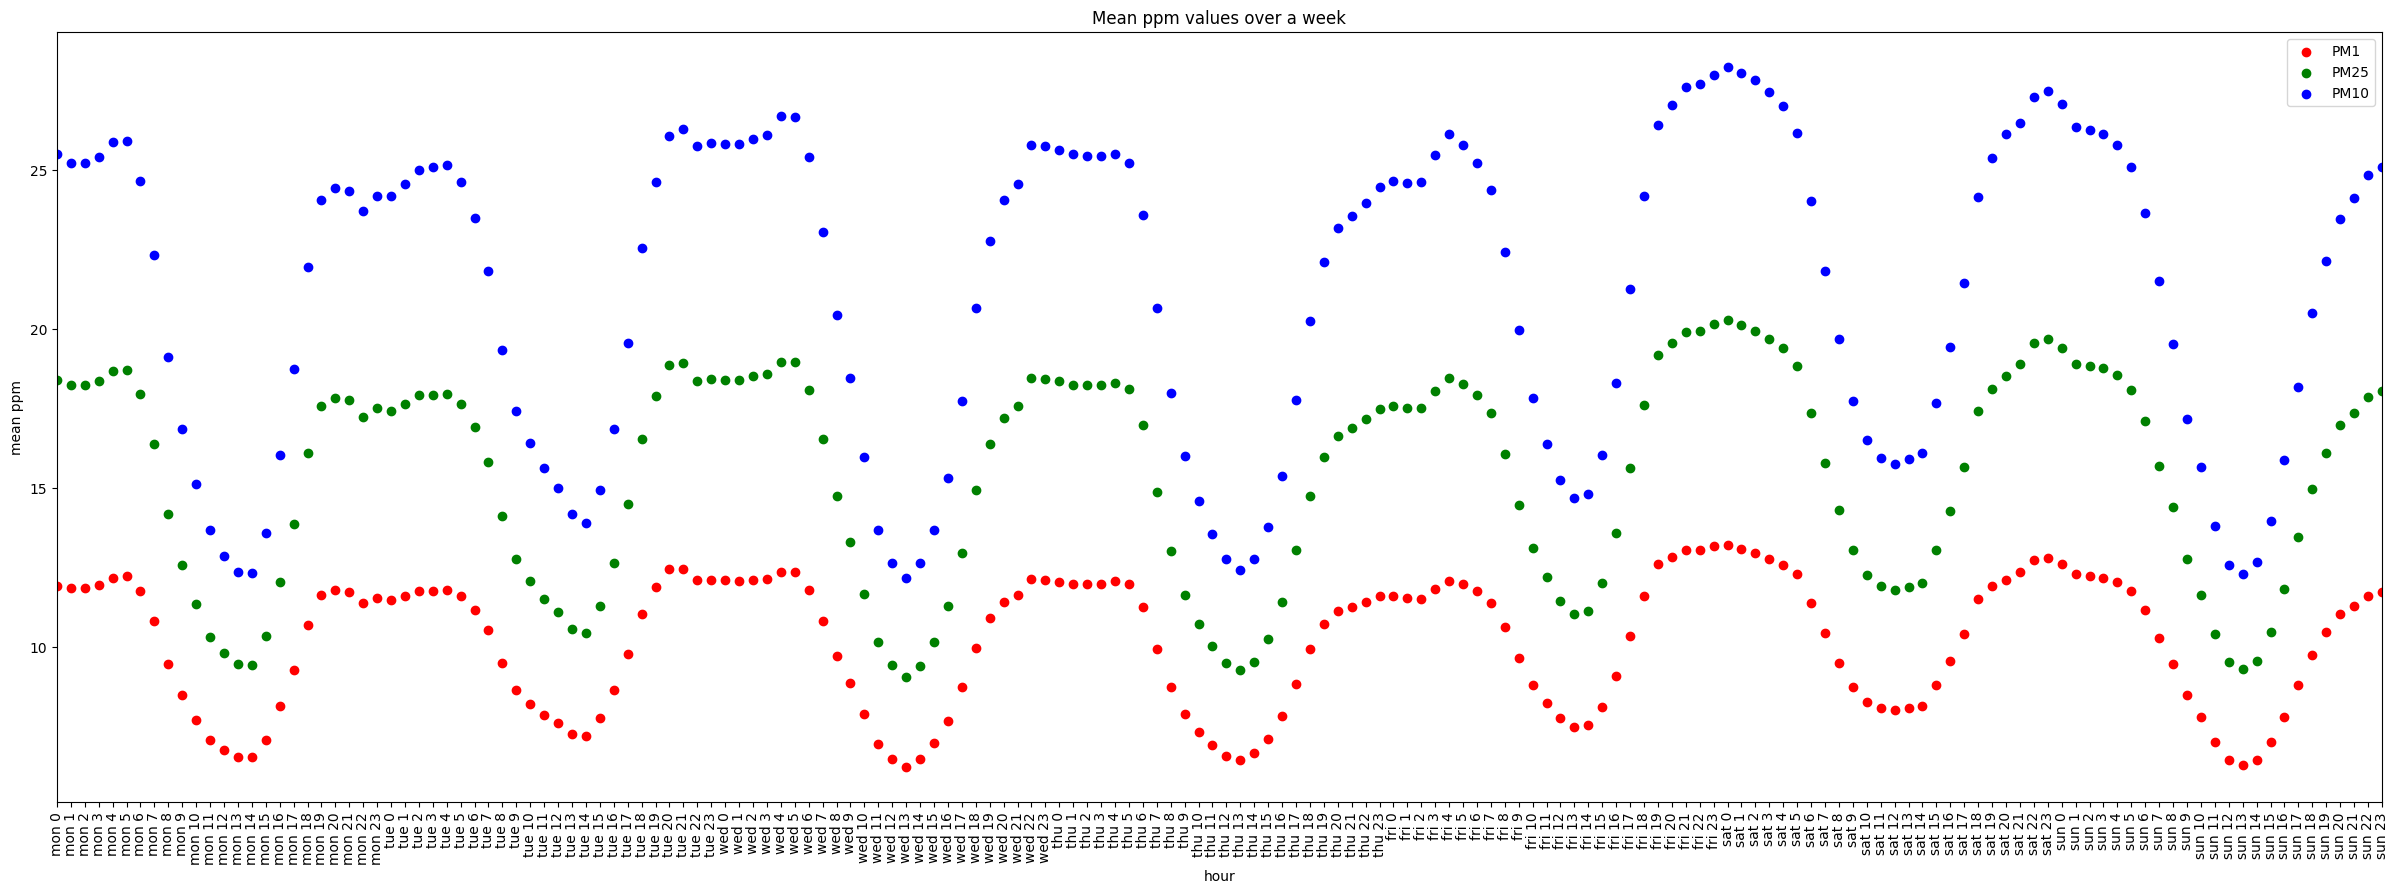 Mean ppm values over a week
PM1
PM25
PM10
mean ppm
25
20
15
10
mon 0
mon 1
mon 2
mon 3
mon 4
mon 5
mon 6
mon 7
mon 8
mon 9
mon 10
mon 11
mon 12
mon 13
mon 14
mon 15
mon 16
mon 17
mon 18
mon 19
mon 20
mon 21
mon 22
mon 23
tue 0
tue 1
tue 2
tue 3
tue 4
tue 5
tue 6
tue 7
tue 8
tue 9
tue 10
tue 11
tue 12
tue 13
tue 14
tue 15
tue 16
tue 17
tue 18
tue 19
tue 20
tue 21
tue 22
tue 23
wed 0
wed 1
wed 2
wed 3
wed 4
wed 5
wed 6
wed 7
wed 8
wed 9
wed 10
wed 11
wed 12
wed 13
wed 14
wed 15
wed 16
wed 17
wed 18
wed 19
wed 20
wed 21
wed 22
wed 23
thu 0
thu 1
thu 2
thu 3
thu 4
thu 5
thu 6
thu 7
thu 8
thu 9
thu 10
thu 11
thu 12
thu 13
thu 14
thu 15
thu 16
thu 17
thu 18
thu 19
thu 20
thu 21
thu 22
thu 23
fri 0
fri 1
fri 2
fri 3
fri 4
fri 5
fri 6
fri 7
fri 8
fri 9
fri 10
fri 11
fri 12
fri 13
fri 14
fri 15
fri 16
fri 17
fri 18
fri 19
fri 20
fri 21
fri 22
fri 23
sat 0
sat 1
sat 2
sat 3
sat 4
sat 5
sat 6
sat 7
sat 8
sat 9
sat 10
sat 11
sat 12
sat 13
sat 14
sat 15
sat 16
sat 17
sat 18
sat 19
sat 20
sat 21
sat 22
sat 23
sun 0
sun 1
sun 2
sun 3
sun 4
sun 5
sun 6
sun 7
sun 8
sun 9
sun 10
sun 11
sun 12
sun 13
sun 14
sun 15
sun 16
sun 17
sun 18
sun 19
sun 20
sun 21
sun 22
sun 23
hour